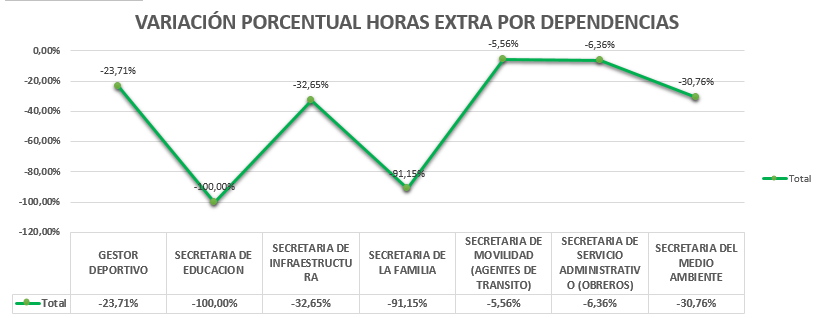 VARIACIÓN PORCENTUAL HORAS EXTRA POR DEPENDENCIAS
0,00%
-20,00%
-40,00%
-60,00%
-80,00%
-100,00%
-120,00%
-23,71%
-100,00%
-32,65%
-91,15%
-5,56%
-6,36%
-30,76%
Total
GESTOR
DEPORTIVO
SECRETARIA DE
EDUCACION
SECRETARIA DE
INFRAESTRUCTU
RA
SECRETARIA DE
LA FAMILIA
SECRETARIA DE
MOVILIDAD
(AGENTES DE
TRANSITO)
SECRETARIA DE
SERVICIO
ADMINISTRATIV
O (OBREROS)
SECRETARIA DEL
MEDIO
AMBIENTE
Total -23,71% -100,00% -32,65% -91,15% -5,56% -6,36% -30,76%